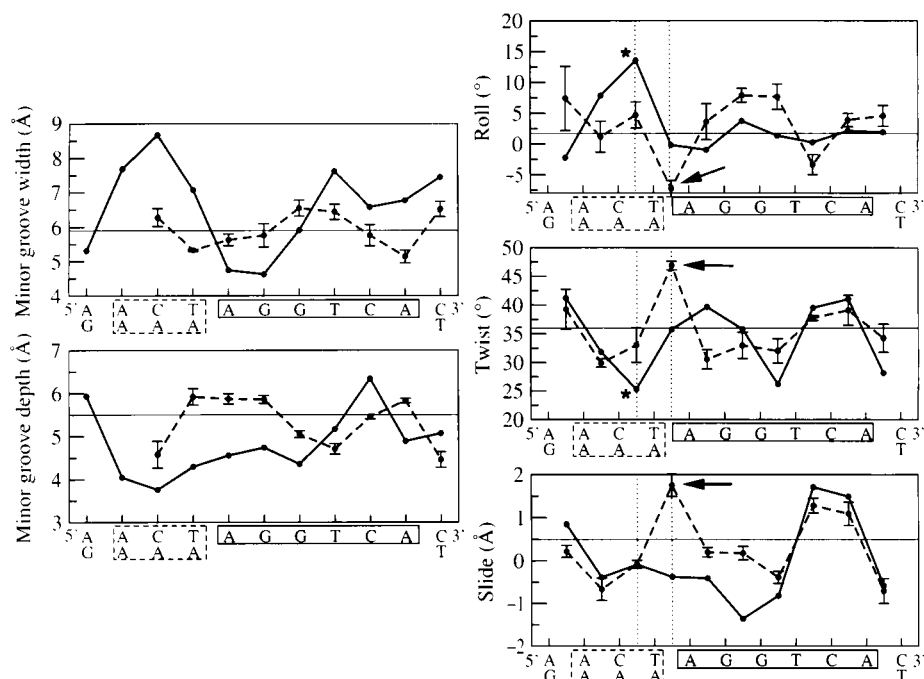 Minor groove width (Å)
9
8
7
6
5
4
5' A A C T A G G T C A C 3'
G A A A T
Minor groove depth (Å)
7
6
5
4
3
5' A A C T A G G T C A C 3'
G A A A T
Roll (°)
20
15
10
5
0
-5
*
5' A A C T A G G T C A C 3'
G A A A T
Twist (°)
50
45
40
35
30
25
20
*
5' A A C T A G G T C A C 3'
G A A A T
Slide (Å)
2
1
0
-1
-2
5' A A C T A G G T C A C 3'
G A A A T